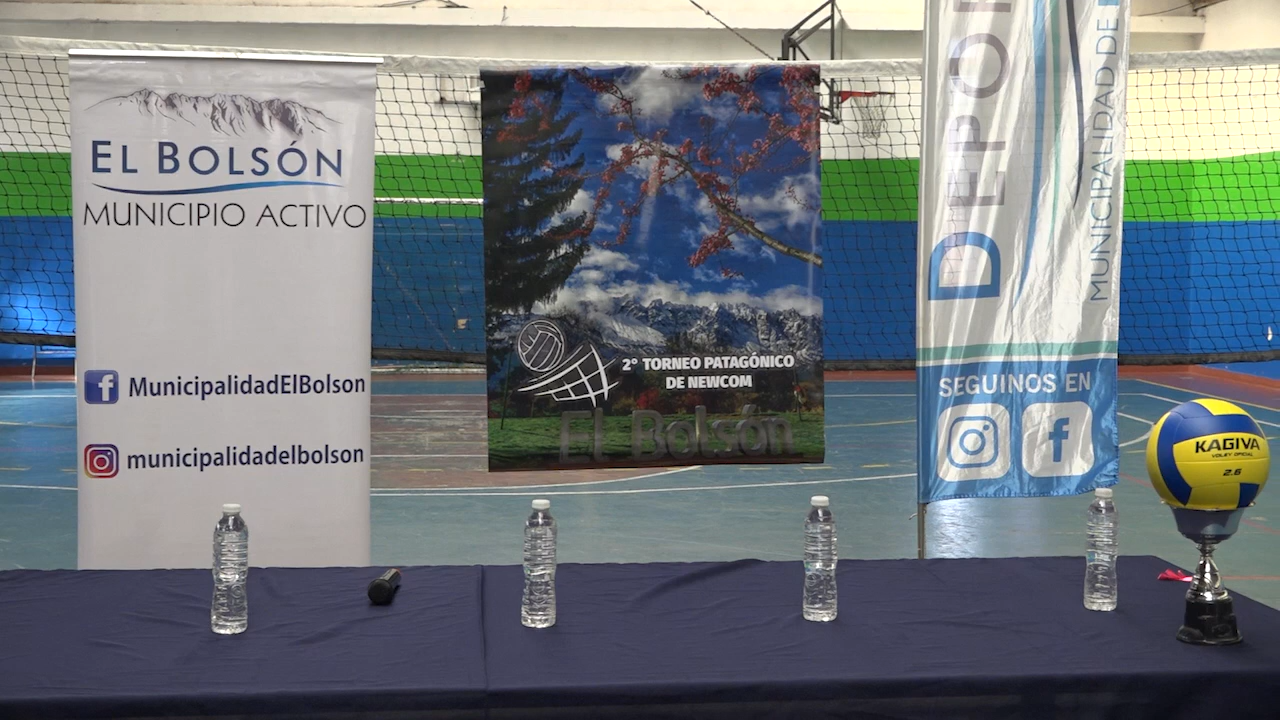 EL BOLSÓN
MUNICIPIO ACTIVO
f MunicipalidadElBolson
municipalidadelbolson
2° TORNEO PATAGÓNICO
DE NEWCOM
El Bolsón
DEPOR
MUNICIPALIDAD DE
SEGUINOS EN
f
KAGIVA
VOLEY OFICIAL
2.6